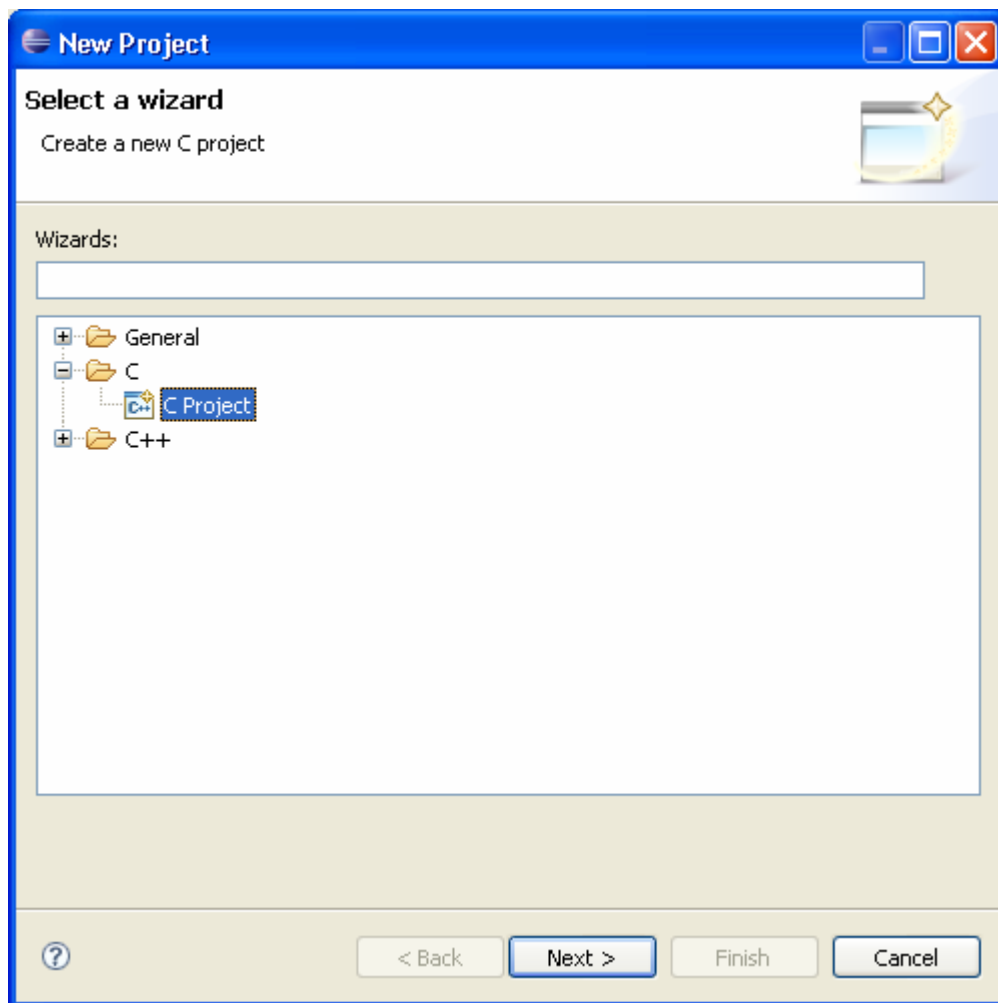 New Project
Select a wizard
Create a new C project
Wizards:
General
C
C++ C Project
C++
? < Back Next > Finish Cancel